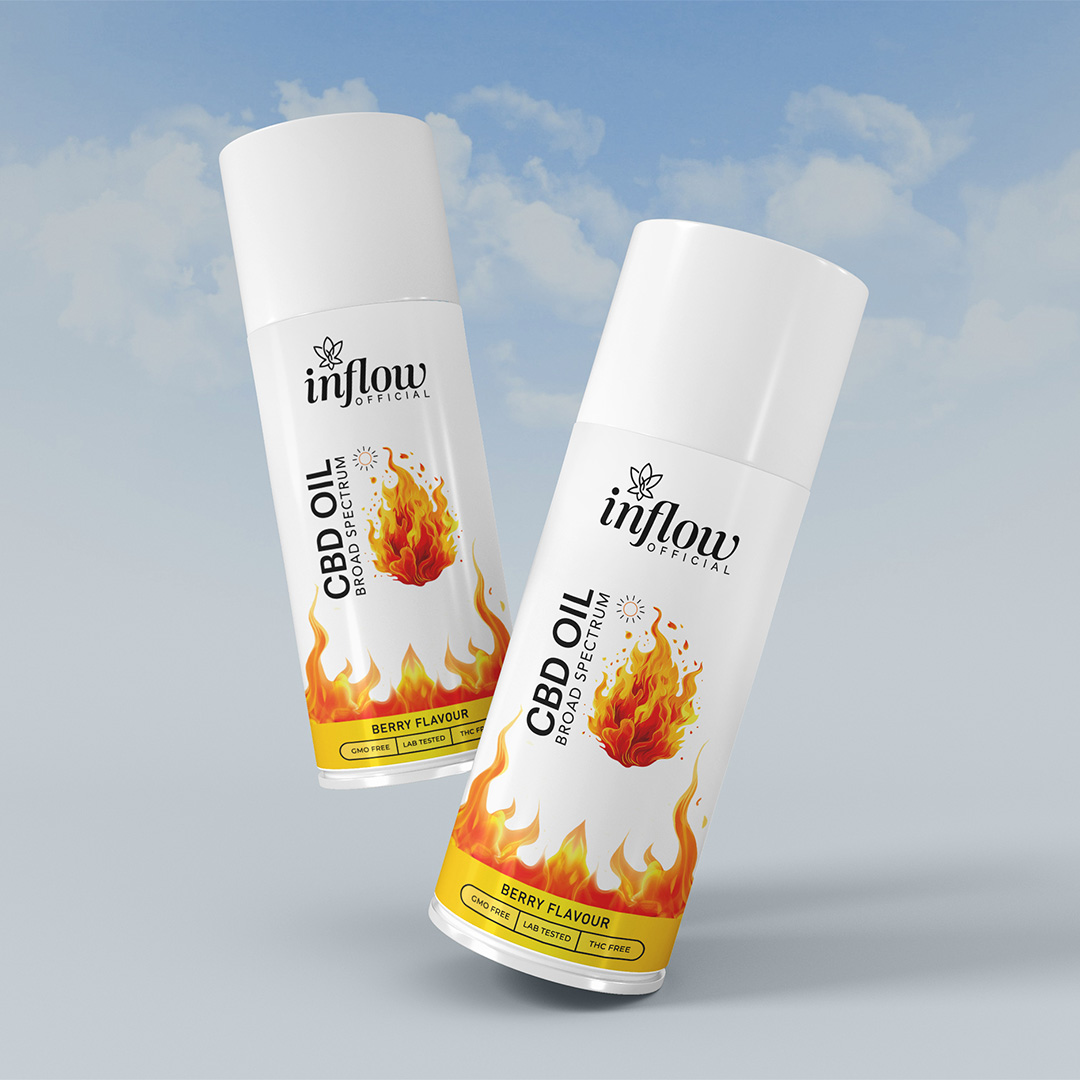 inflow
OFFICIAL
CBD OIL
BROAD SPECTRUM
BERRY FLAVOUR
GMO FREE
LAB TESTED
THC
inflow
OFFICIAL
CBD OIL
BROAD SPECTRUM
BERRY FLAVOUR
GMO FREE
LAB TESTED
THC FREE